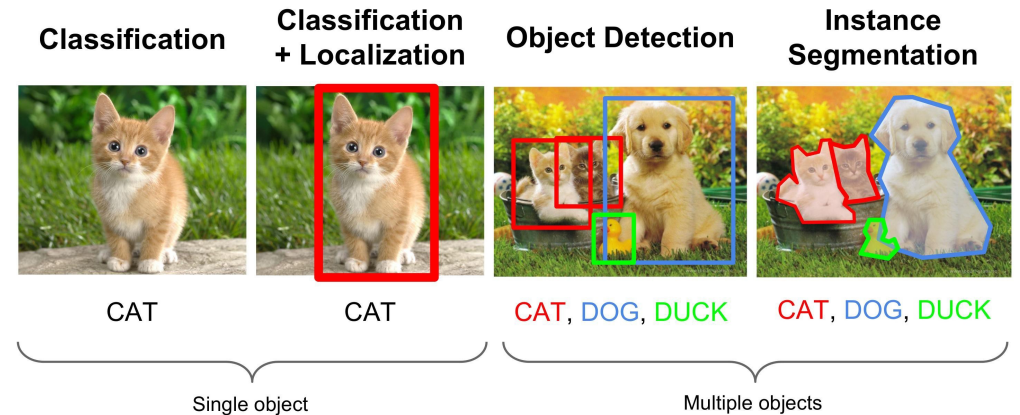 Classification
Classification
+ Localization
Object Detection
Instance
Segmentation
CAT
CAT
CAT, DOG, DUCK
CAT, DOG, DUCK
Single object
Multiple objects